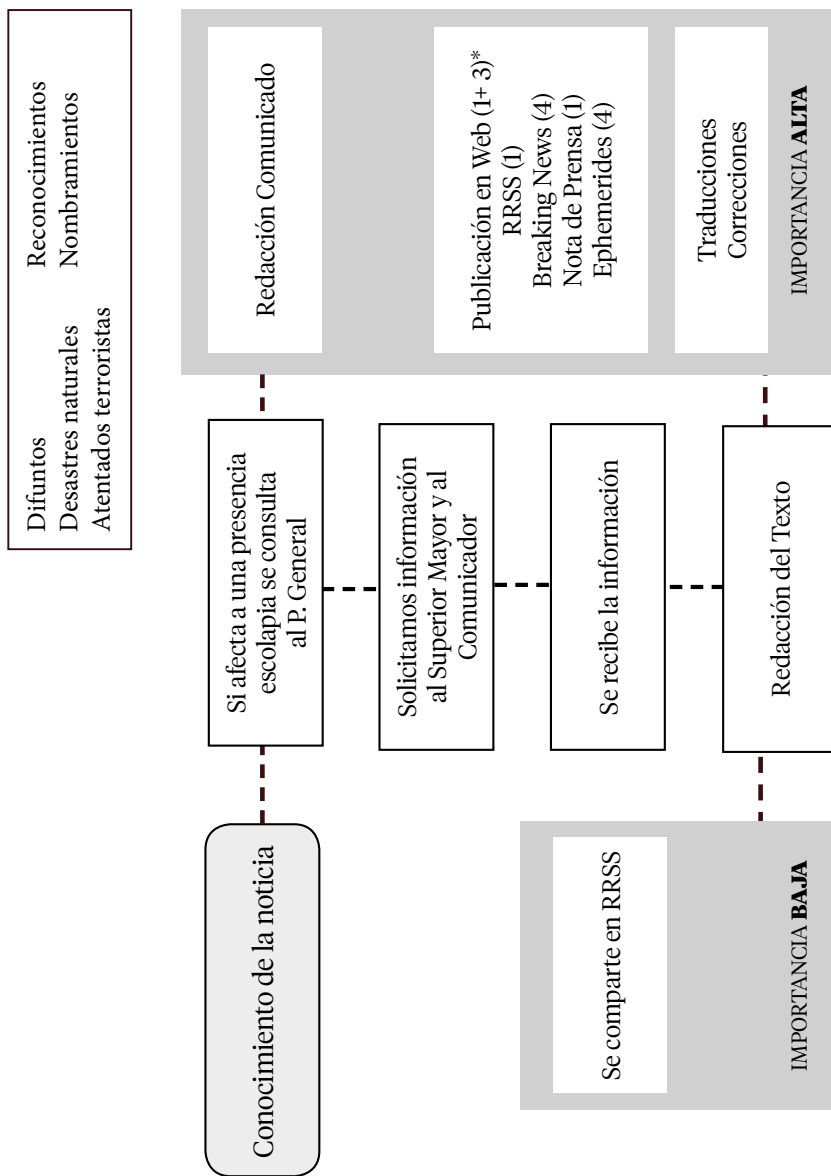 Difuntos
Desastres naturales
Atentados terroristas
Reconocimientos
Nombramientos
Conocimiento de la noticia
Si afecta a una presencia
escolapia se consulta
al P. General
Redacción Comunicado
Solicitamos información
al Superior Mayor y al
Comunicador
Se recibe la información
Redacción del Texto
Se comparte en RRSS
IMPORTANCIA BAJA
Publicación en Web (1+ 3)*
RRSS (1)
Breaking News (4)
Nota de Prensa (1)
Ephemerides (4)
Traducciones
Correcciones
IMPORTANCIA ALTA